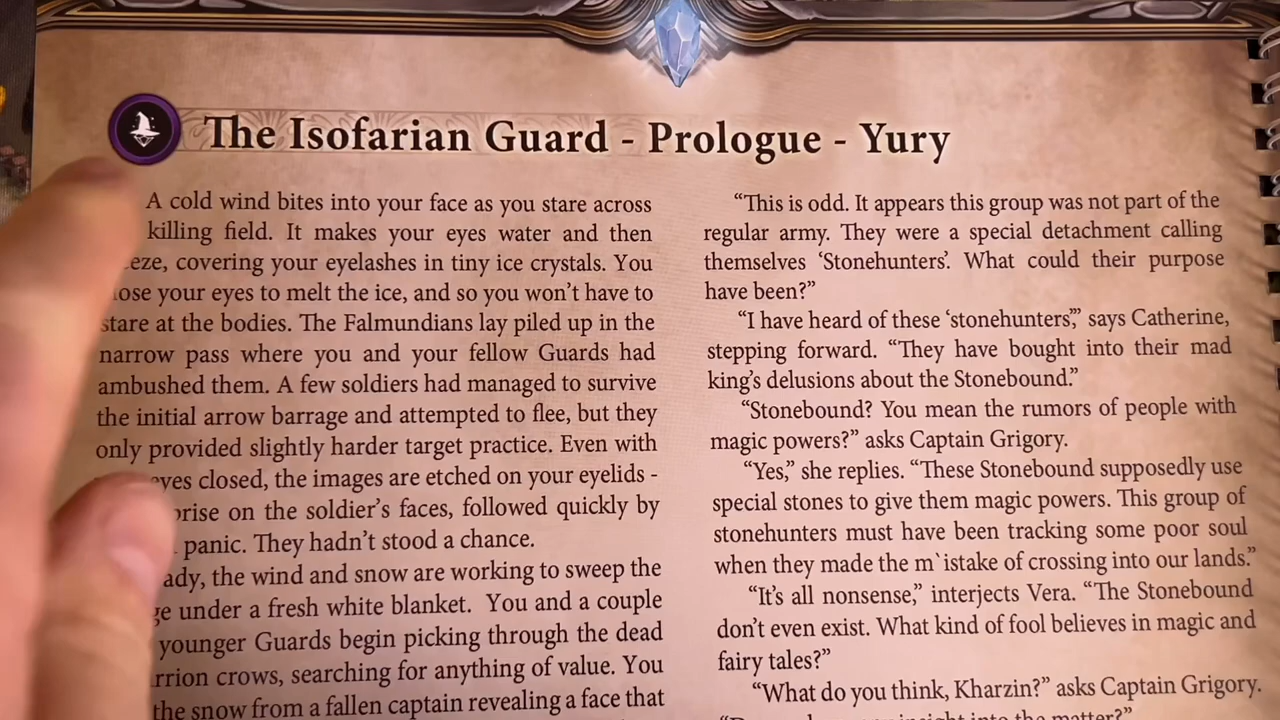 The Isofarian Guard - Prologue - Yury
A cold wind bites into your face as you stare across
killing field. It makes your eyes water and then
covering your eyelashes in tiny ice crystals. You
your eyes to melt the ice, and so you won't have to
stare at the bodies. The Falmundians lay piled up in the
narrow pass where you and your fellow Guards had
ambushed them. A few soldiers had managed to survive
the initial arrow barrage and attempted to flee, but they
only provided slightly harder target practice. Even with
eyes closed, the images are etched on your eyelids -
on the soldier's faces, followed quickly by
panic. They hadn't stood a chance.
the wind and snow are working to sweep the
under a fresh white blanket. You and a couple
younger Guards begin picking through the dead
crows, searching for anything of value. You
the snow from a fallen captain revealing a face that
“This is odd. It appears this group was not part of the
regular army. They were a special detachment calling
themselves ‘Stonehunters’. What could their purpose
have been?”
“I have heard of these ‘stonehunters,’” says Catherine,
stepping forward. “They have bought into their mad
king's delusions about the Stonebound.”
“Stonebound? You mean the rumors of people with
magic powers?” asks Captain Grigory.
“Yes,” she replies. “These Stonebound supposedly use
special stones to give them magic powers. This group of
stonehunters must have been tracking some poor soul
when they made the m`istake of crossing into our lands.”
“It's all nonsense,” interjects Vera. “The Stonebound
don't even exist. What kind of fool believes in magic and
fairy tales?”
“What do you think, Kharzin?” asks Captain Grigory.
insight into the matter?”